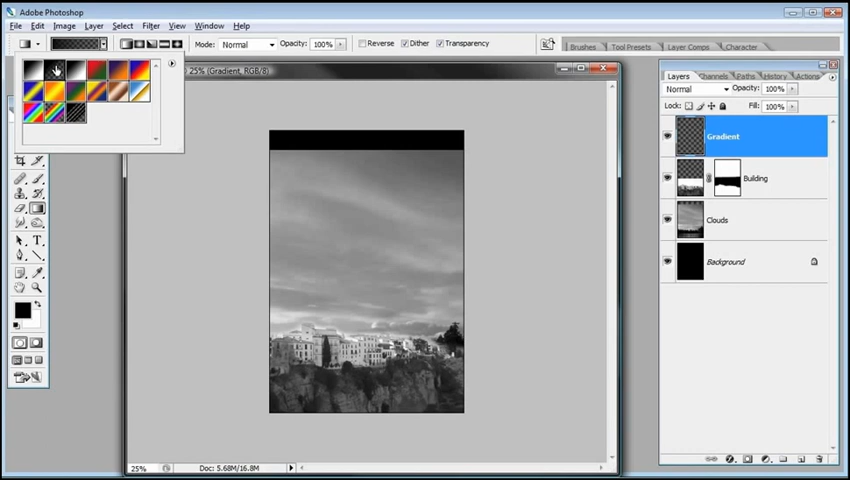 Adobe Photoshop
File Edit Image Layer Select Filter View Window Help
Mode: Normal Opacity: 100% Reverse Dither Transparency
Brushes Tool Presets Layer Comps Character
25% (Gradient, RGB/8)
Layers Channels Paths History Actions
Normal Opacity: 100%
Lock: Fill: 100%
Gradient
Building
Clouds
Background
T
25% Doc: 5.68M/16.8M